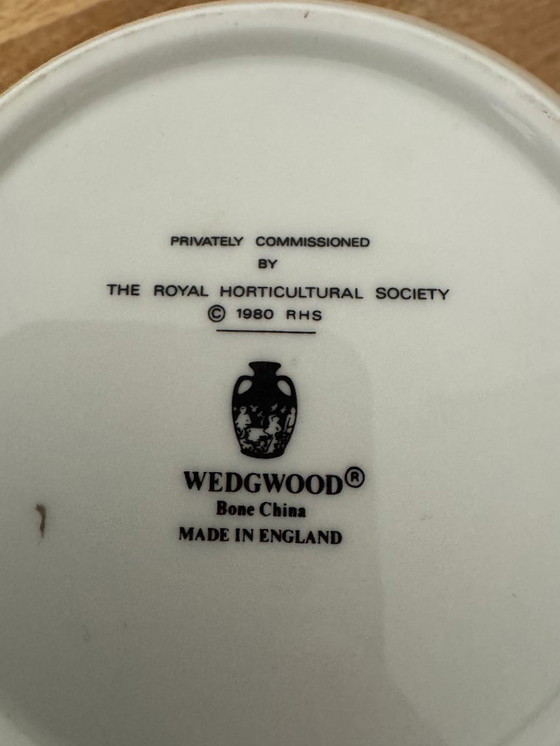 PRIVATELY COMMISSIONED
BY
THE ROYAL HORTICULTURAL SOCIETY
© 1980 RHS
WEDGWOOD®
Bone China
MADE IN ENGLAND